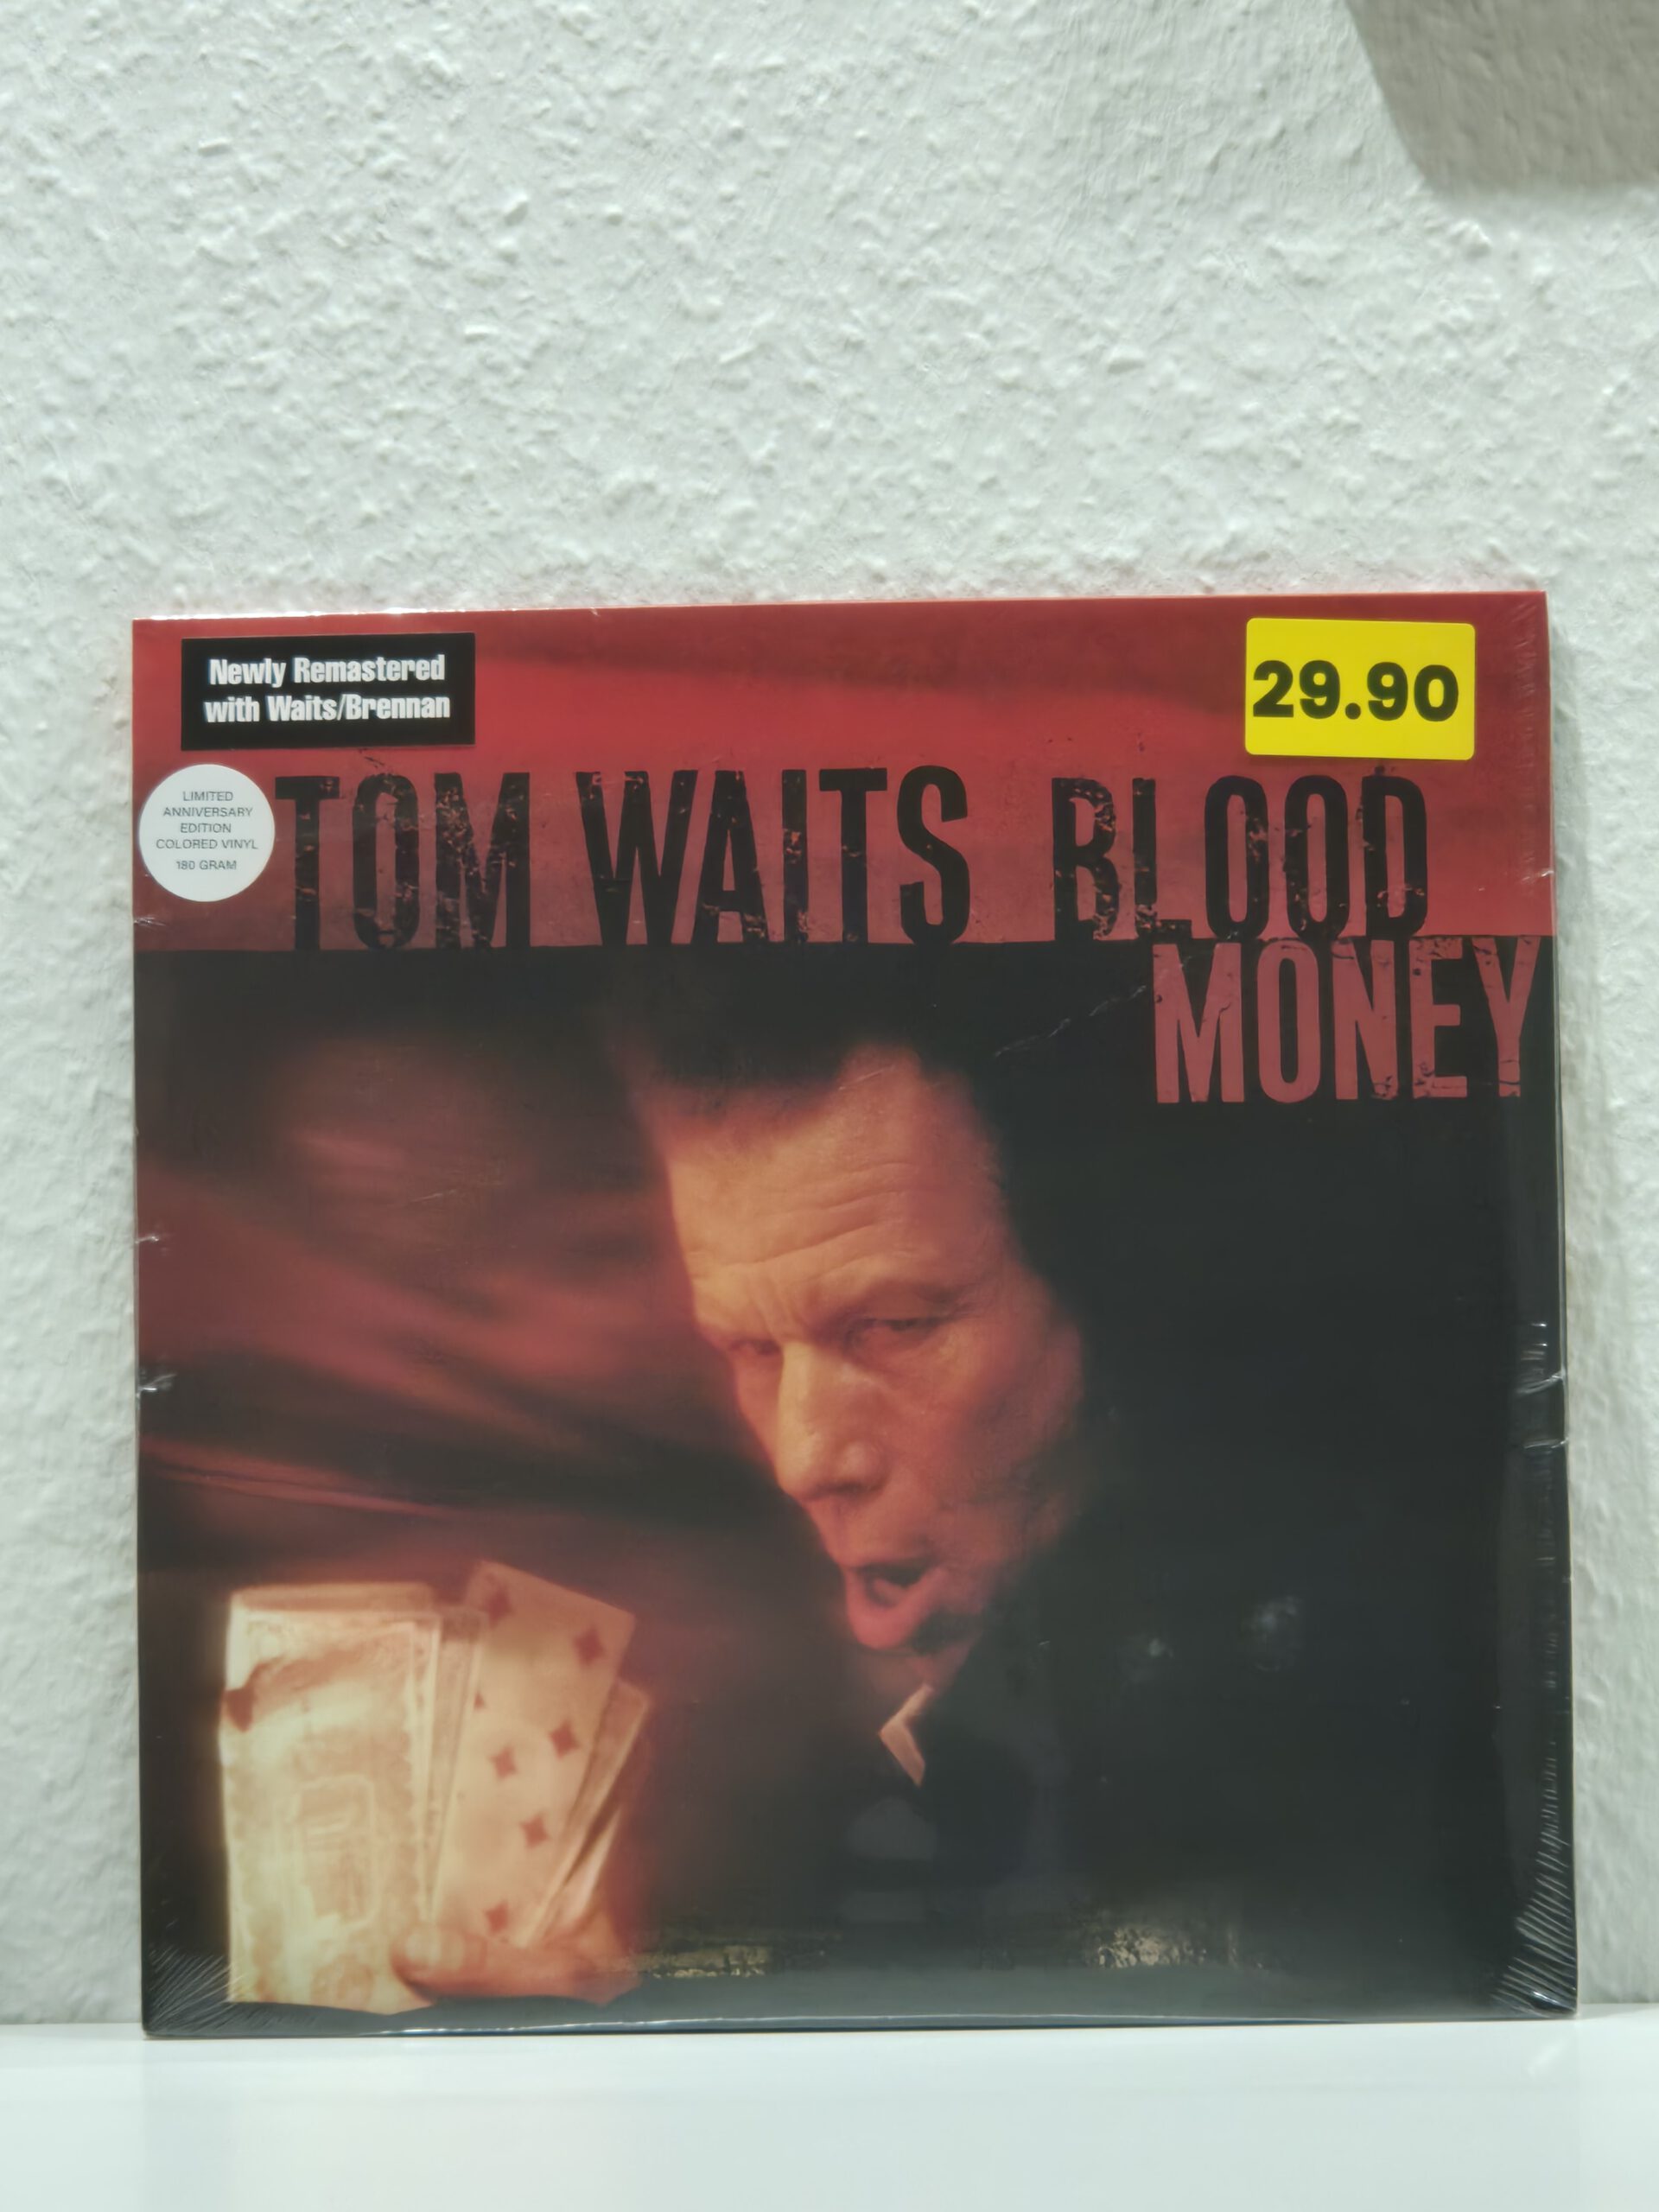 Newly Remastered
with Waits/Brennan
29.90
LIMITED
ANNIVERSARY
EDITION
COLORED VINYL
180 GRAM
TOM WAITS BLOOD
MONEY